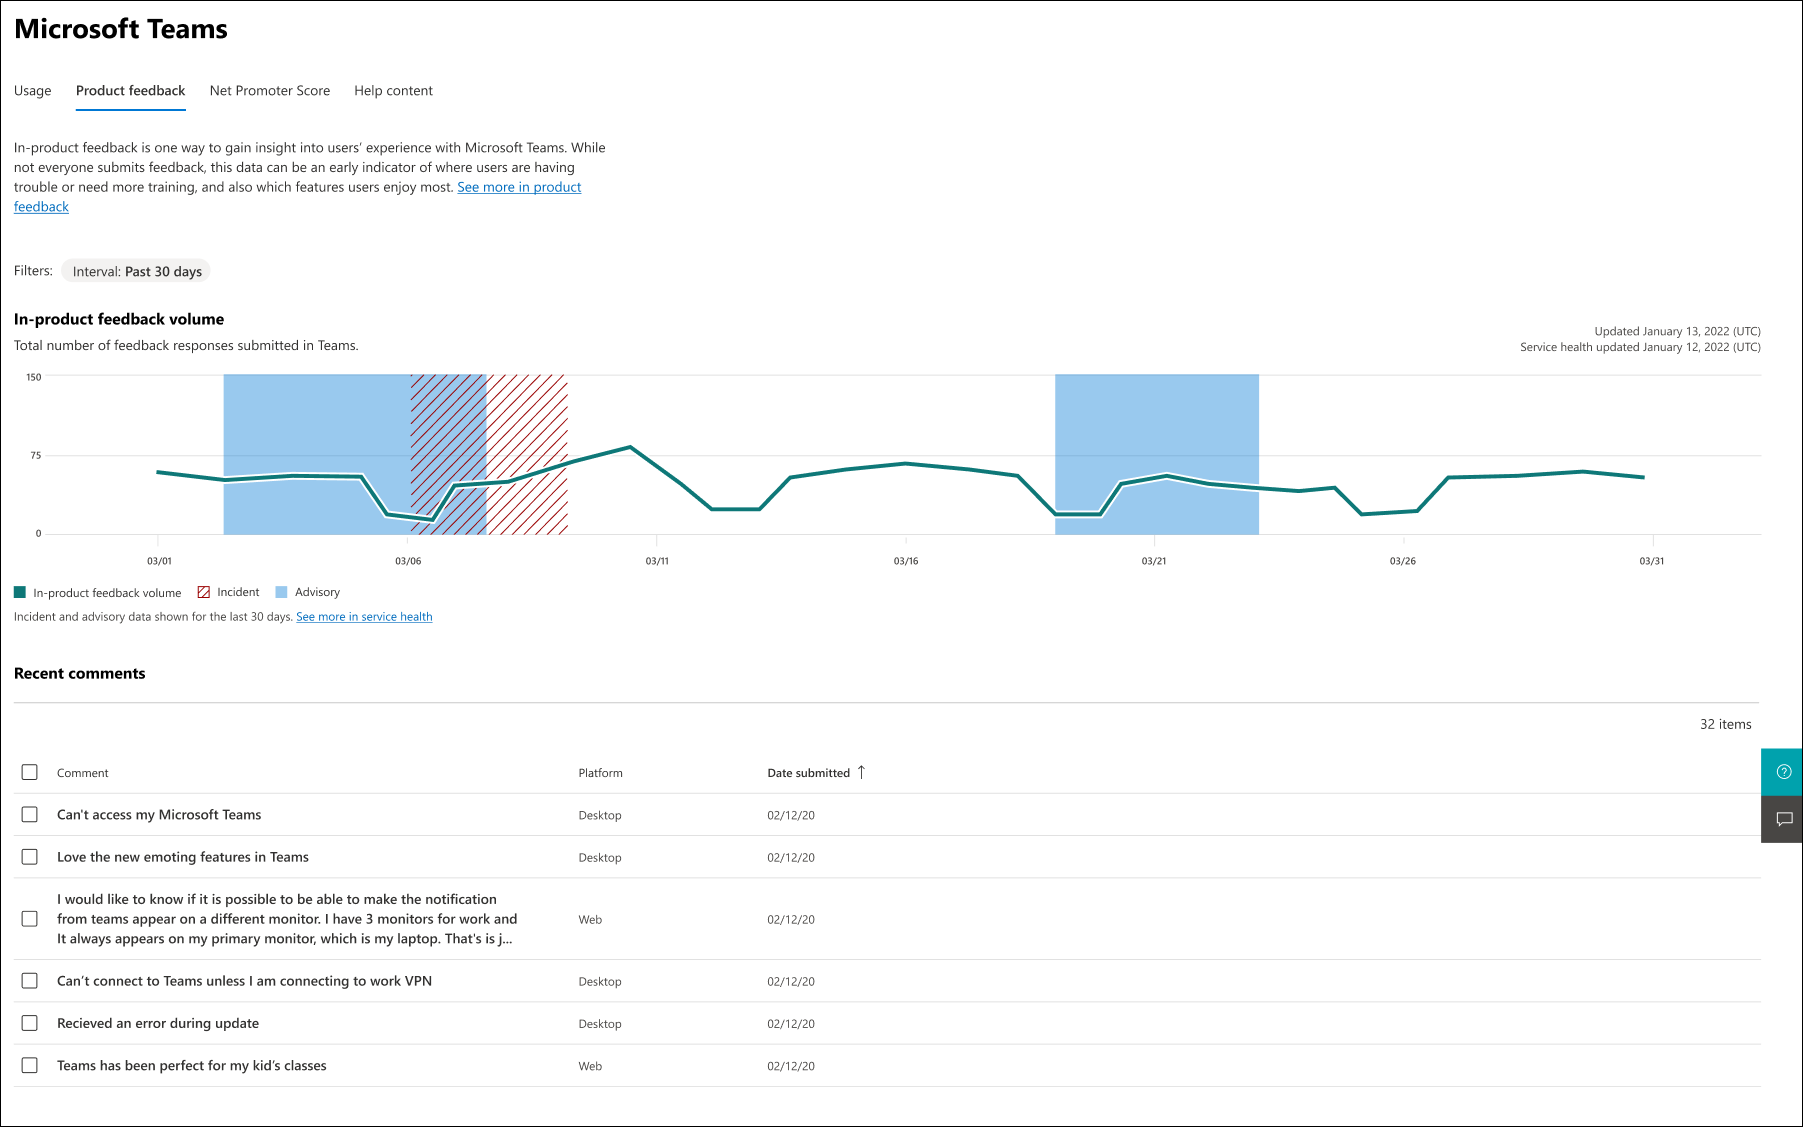 Microsoft Teams
Usage Product feedback Net Promoter Score Help content
In-product feedback is one way to gain insight into users' experience with Microsoft Teams. While
not everyone submits feedback, this data can be an early indicator of where users are having
trouble or need more training, and also which features users enjoy most. See more in product
feedback
Filters: Interval: Past 30 days
In-product feedback volume
Total number of feedback responses submitted in Teams.
Updated January 13, 2022 (UTC)
Service health updated January 12, 2022 (UTC)
150
75
0
03/01 03/06 03/11 03/16 03/21 03/26 03/31
In-product feedback volume Incident Advisory
Incident and advisory data shown for the last 30 days. See more in service health
Recent comments
32 items
Comment Platform Date submitted ↑
Can't access my Microsoft Teams Desktop 02/12/20
Love the new emoting features in Teams Desktop 02/12/20
I would like to know if it is possible to be able to make the notification
from teams appear on a different monitor. I have 3 monitors for work and
It always appears on my primary monitor, which is my laptop. That's is j...
Web 02/12/20
Can't connect to Teams unless I am connecting to work VPN Desktop 02/12/20
Recieved an error during update Desktop 02/12/20
Teams has been perfect for my kid's classes Web 02/12/20